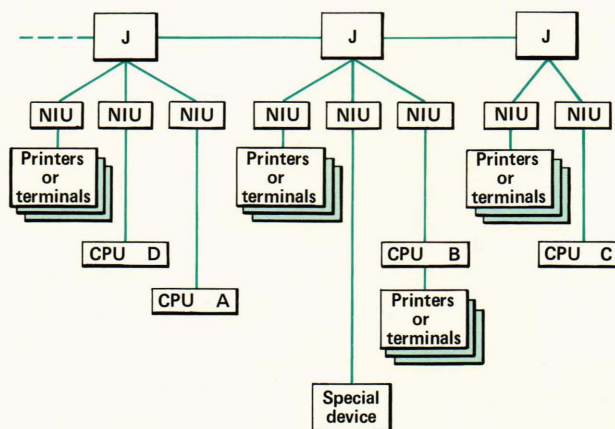 J J J
NIU NIU NIU NIU NIU NIU NIU NIU
Printers
or
terminals
Printers
or
terminals
Printers
or
terminals
CPU D CPU B CPU C
CPU A
Printers
or
terminals
Special
device